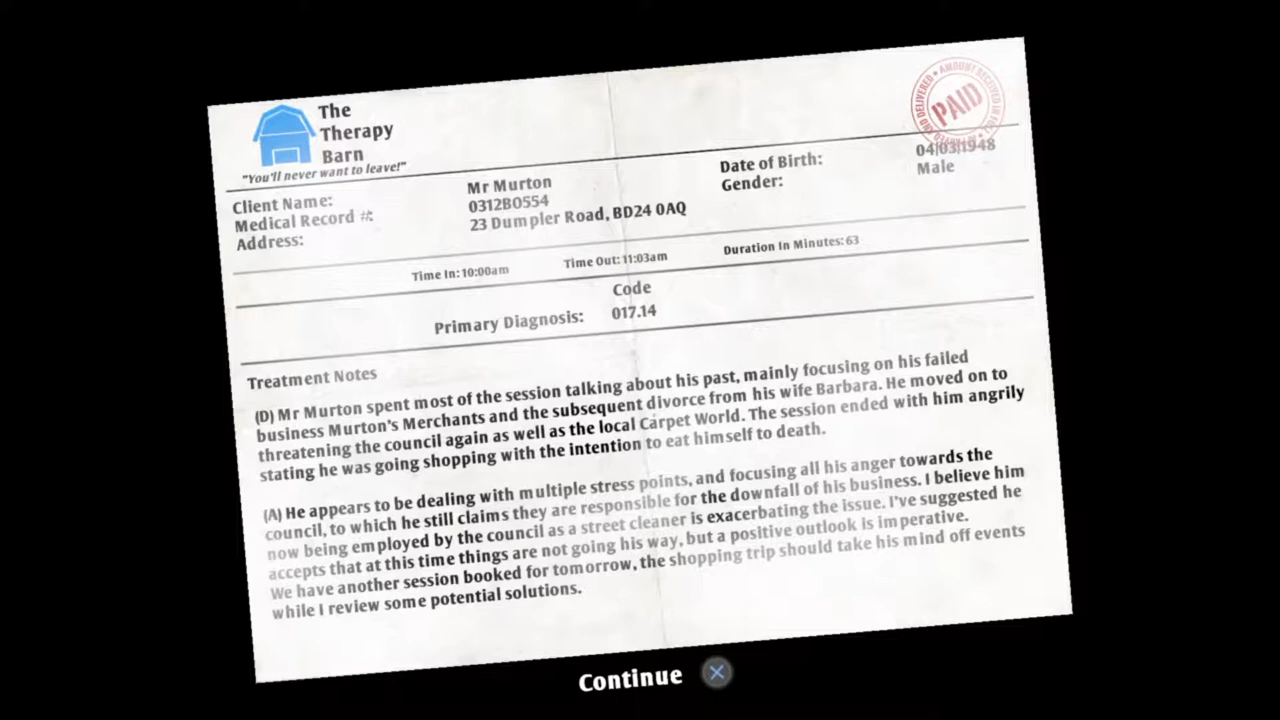 The
Therapy
Barn
"You'll never want to leave!"
AMOUNT RECEIVED IN FULL
AND DELIVERED
PAID
Client Name: Mr Murton
Medical Record #: 0312BO554
Address: 23 Dumpler Road, BD24 0AQ
Date of Birth: 04/03/1948
Gender: Male
Time In: 10:00am Time Out: 11:03am Duration In Minutes: 63
Code
Primary Diagnosis: 017.14
Treatment Notes
(D) Mr Murton spent most of the session talking about his past, mainly focusing on his failed
business Murton's Merchants and the subsequent divorce from his wife Barbara. He moved on to
threatening the council again as well as the local Carpet World. The session ended with him angrily
stating he was going shopping with the intention to eat himself to death.
(A) He appears to be dealing with multiple stress points, and focusing all his anger towards the
council, to which he still claims they are responsible for the downfall of his business. I believe him
now being employed by the council as a street cleaner is exacerbating the issue. I've suggested he
accepts that at this time things are not going his way, but a positive outlook is imperative.
We have another session booked for tomorrow, the shopping trip should take his mind off events
while I review some potential solutions.
Continue